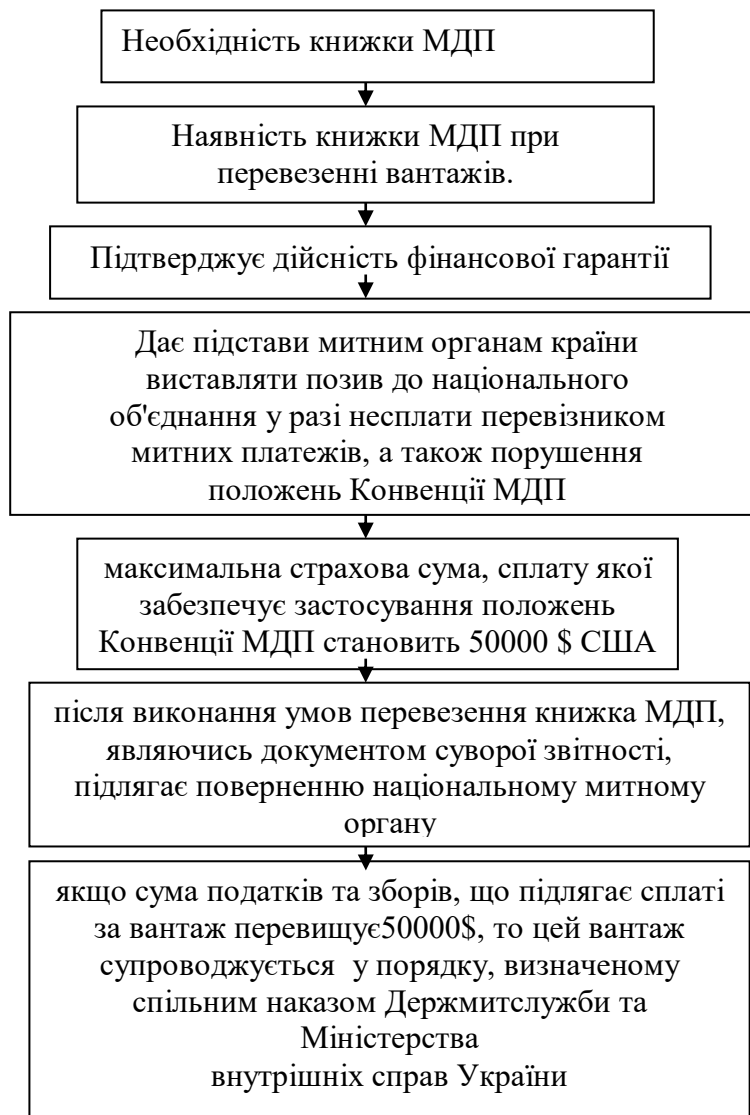 Необхідність книжки МДП
Наявність книжки МДП при
перевезенні вантажів.
Підтверджує дійсність фінансової гарантії
Дає підстави митним органам країни
виставляти позив до національного
об'єднання у разі несплати перевізником
митних платежів, а також порушення
положень Конвенції МДП
максимальна страхова сума, сплату якої
забезпечує застосування положень
Конвенції МДП становить 50000 $ США
після виконання умов перевезення книжка МДП,
являючись документом суворої звітності,
підлягає поверненню національному митному
органу
якщо сума податків та зборів, що підлягає сплаті
за вантаж перевищує50000$, то цей вантаж
супроводжується  у порядку, визначеному
спільним наказом Держмитслужби та
Міністерства
внутрішніх справ України